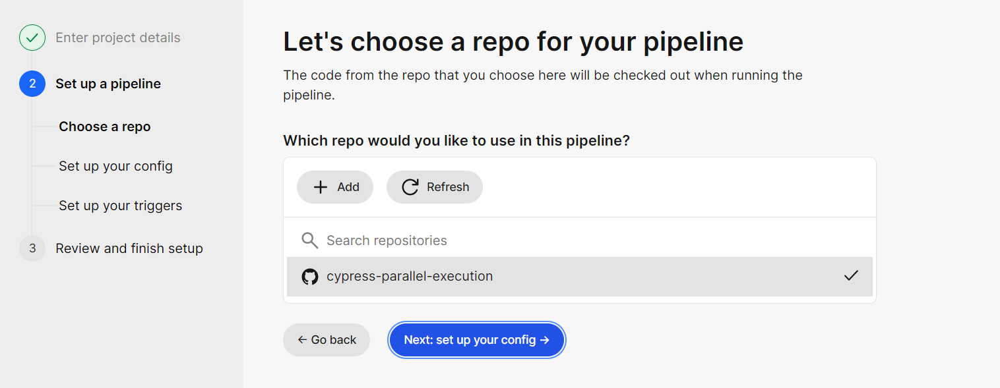 Enter project details
2
Set up a pipeline
Choose a repo
Set up your config
Set up your triggers
3
Review and finish setup
Let's choose a repo for your pipeline
The code from the repo that you choose here will be checked out when running the
pipeline.
Which repo would you like to use in this pipeline?
+ Add
Refresh
Search repositories
cypress-parallel-execution
← Go back
Next: set up your config →